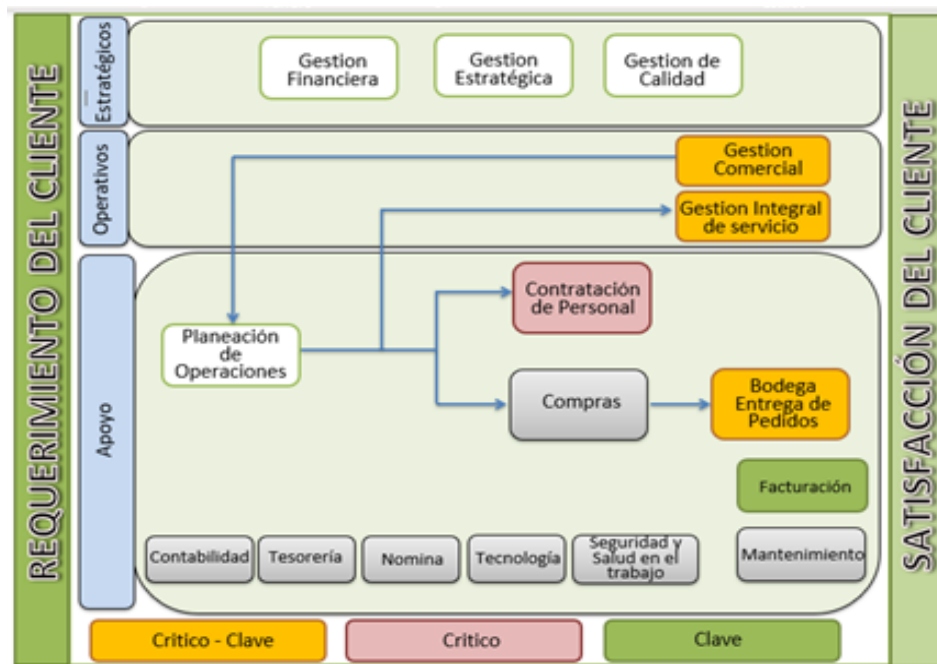 REQUERIMIENTO DEL CLIENTE
Estratégicos
Gestion
Financiera
Gestion
Estratégica
Gestion de
Calidad
Operativos
Gestion
Comercial
Gestion Integral
de servicio
Apoyo
Contratación
de Personal
Planeación
de
Operaciones
Compras
Bodega
Entrega de
Pedidos
Facturación
Contabilidad
Tesorería
Nomina
Tecnología
Seguridad y
Salud en el
trabajo
Mantenimiento
Critico - Clave
Critico
Clave
SATISFACCIÓN DEL CLIENTE